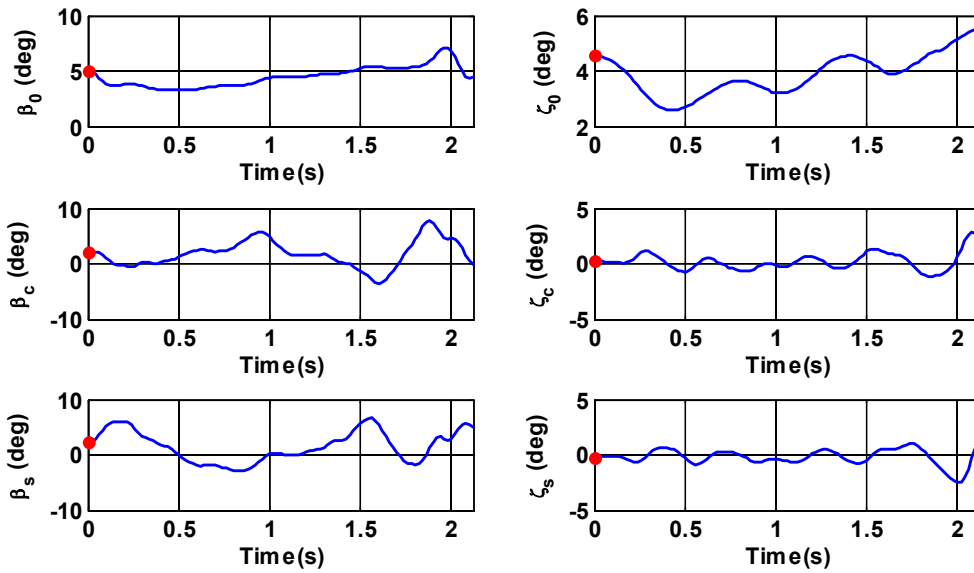 10
5
0
β0 (deg)
0 0.5 1 1.5 2
Time(s)
6
4
2
ζ0 (deg)
0 0.5 1 1.5 2
Time(s)
10
0
-10
βc (deg)
0 0.5 1 1.5 2
Time(s)
5
0
-5
ζc (deg)
0 0.5 1 1.5 2
Time(s)
10
0
-10
βs (deg)
0 0.5 1 1.5 2
Time(s)
5
0
-5
ζs (deg)
0 0.5 1 1.5 2
Time(s)